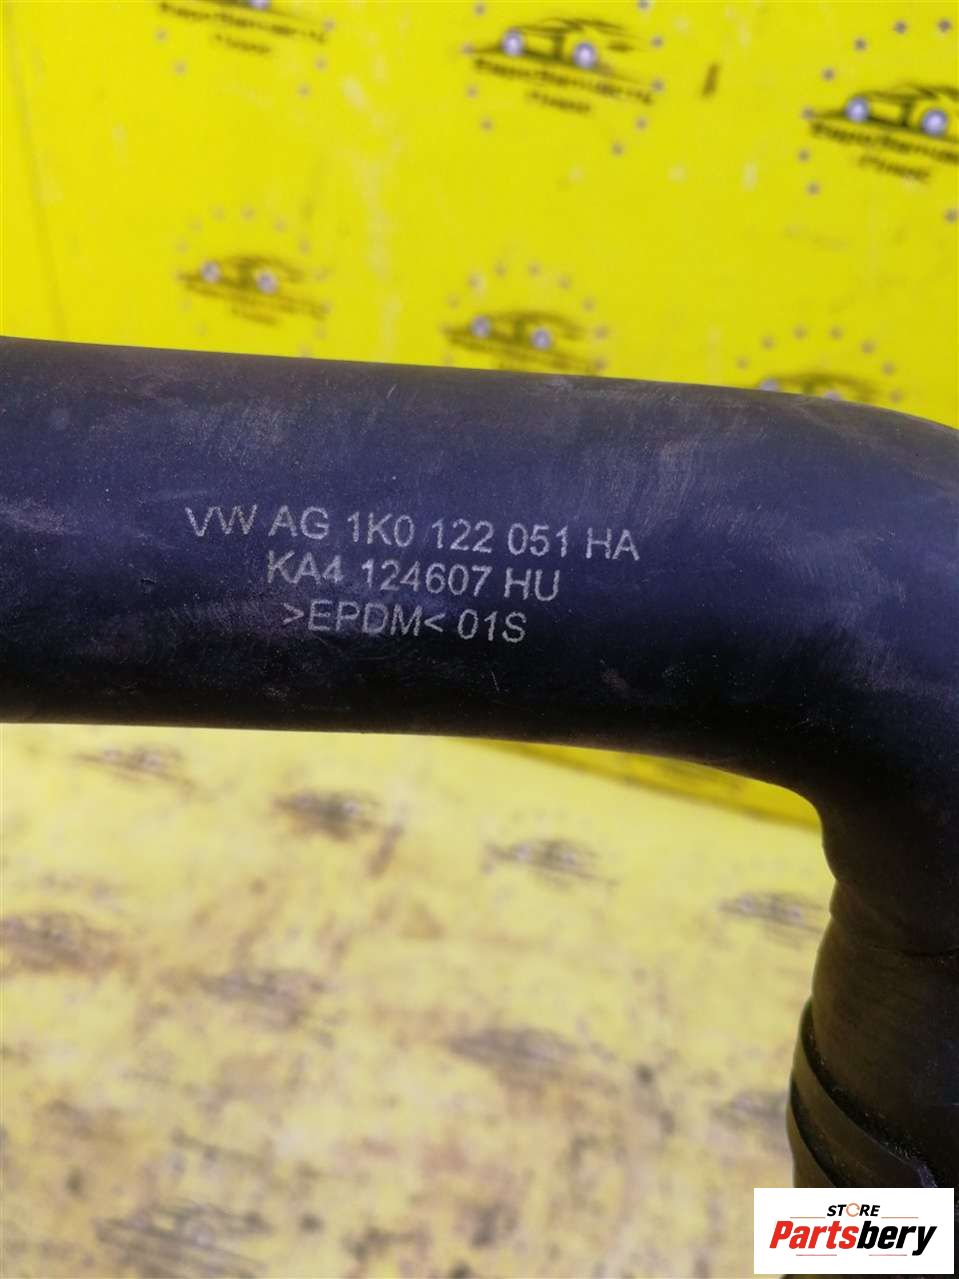 VW AG 1K0 122 051 HA
KA4 124607 HU
>EPDM< 01S
STORE
Partsbery